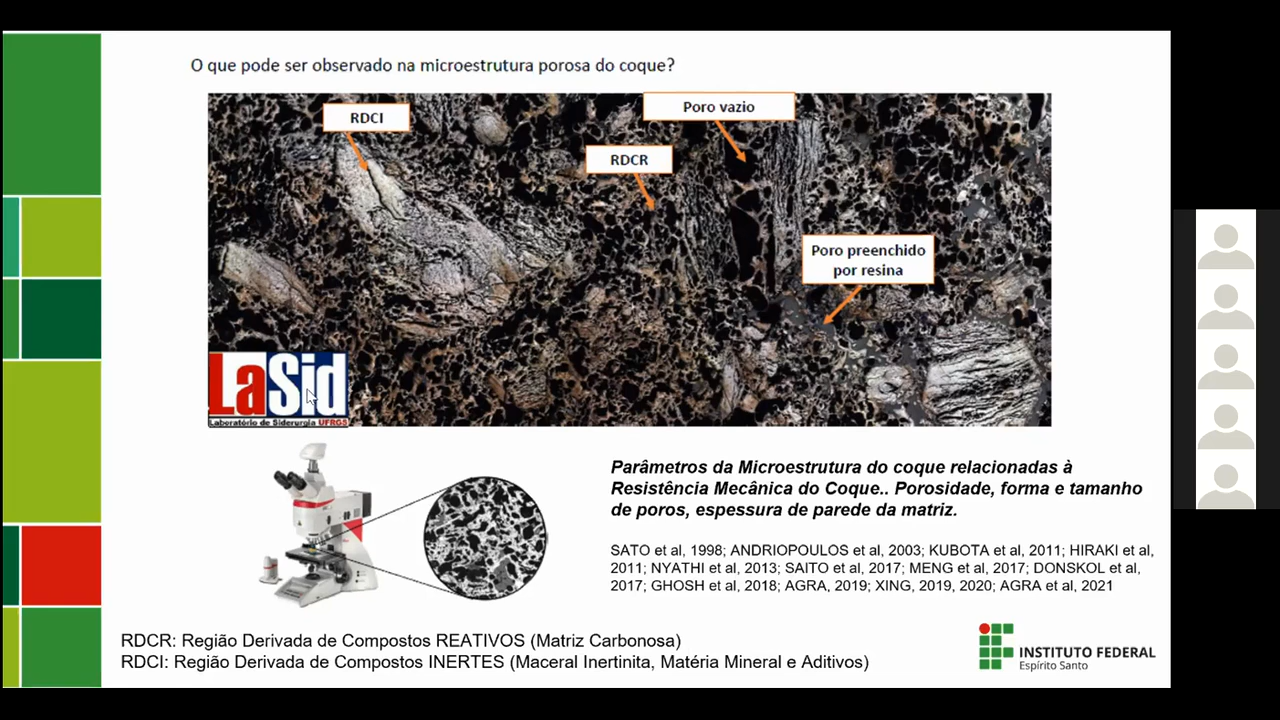 O que pode ser observado na microestrutura porosa do coque?
RDCI
Poro vazio
RDCR
Poro preenchido
por resina
LaSid
Laboratório de Siderurgia UFRGS
Parâmetros da Microestrutura do coque relacionadas à
Resistência Mecânica do Coque.. Porosidade, forma e tamanho
de poros, espessura de parede da matriz.
SATO et al, 1998; ANDRIOPOULOS et al, 2003; KUBOTA et al, 2011; HIRAKI et al,
2011; NYATHI et al, 2013; SAITO et al, 2017; MENG et al, 2017; DONSKOL et al,
2017; GHOSH et al, 2018; AGRA, 2019; XING, 2019, 2020; AGRA et al, 2021
RDCR: Região Derivada de Compostos REATIVOS (Matriz Carbonosa)
RDCI: Região Derivada de Compostos INERTES (Maceral Inertinita, Matéria Mineral e Aditivos)
INSTITUTO FEDERAL
Espírito Santo